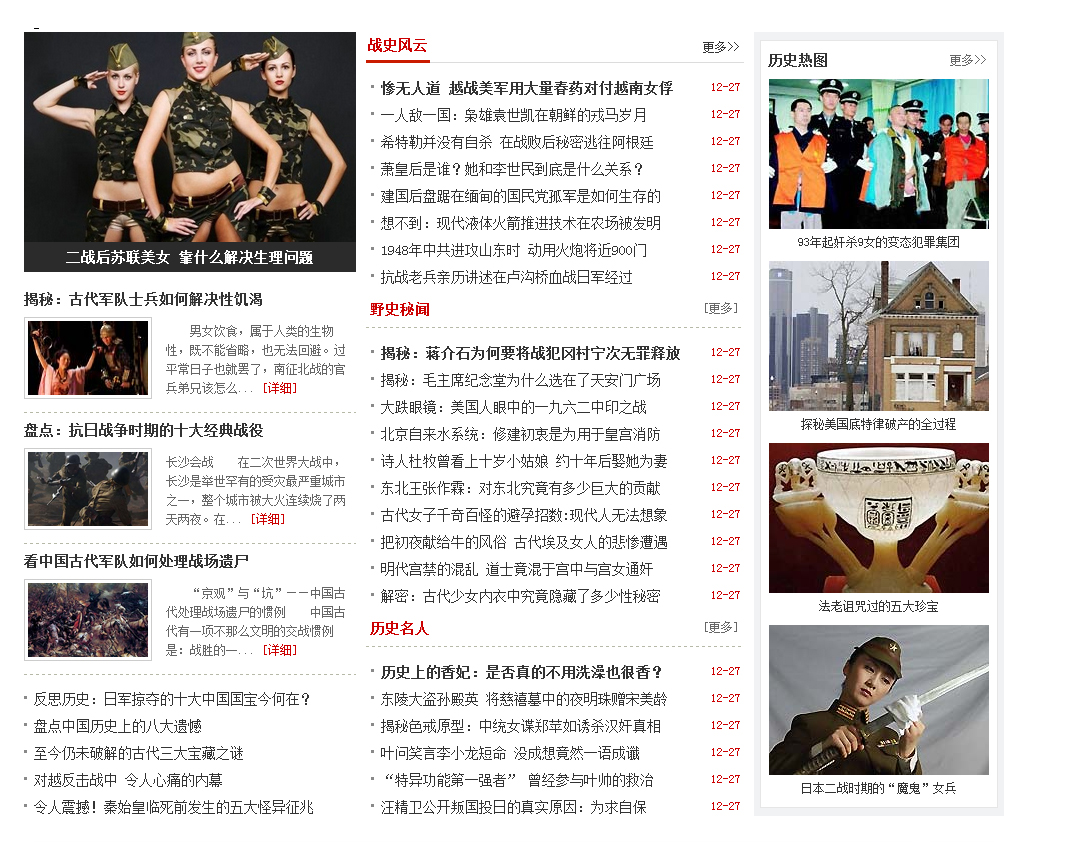 二战后苏联美女 靠什么解决生理问题
揭秘：古代军队士兵如何解决性饥渴
男女饮食，属于人类的生物
性，既不能省略，也无法回避。过
平常日子也就罢了，南征北战的官
兵弟兄该怎么... [详细]
盘点：抗日战争时期的十大经典战役
长沙会战 在二次世界大战中，
长沙是举世罕有的受灾最严重城市
之一，整个城市被大火连续烧了两
天两夜。在... [详细]
看中国古代军队如何处理战场遗尸
“京观”与“坑”——中国古
代处理战场遗尸的惯例 中国古
代有一项不那么文明的交战惯例
是：战胜的一... [详细]
反思历史：日军掠夺的十大中国国宝今何在？
盘点中国历史上的八大遗憾
至今仍未破解的古代三大宝藏之谜
对越反击战中 令人心痛的内幕
令人震撼！秦始皇临死前发生的五大怪异征兆
战史风云 更多>>
惨无人道 越战美军用大量春药对付越南女俘 12-27
一人敌一国：枭雄袁世凯在朝鲜的戎马岁月 12-27
希特勒并没有自杀 在战败后秘密逃往阿根廷 12-27
萧皇后是谁？她和李世民到底是什么关系？ 12-27
建国后盘踞在缅甸的国民党孤军是如何生存的 12-27
想不到：现代液体火箭推进技术在农场被发明 12-27
1948年中共进攻山东时 动用火炮将近900门 12-27
抗战老兵亲历讲述在卢沟桥血战日军经过 12-27
野史秘闻 [更多]
揭秘：蒋介石为何要将战犯冈村宁次无罪释放 12-27
揭秘：毛主席纪念堂为什么选在了天安门广场 12-27
大跌眼镜：美国人眼中的一九六二中印之战 12-27
北京自来水系统：修建初衷是为用于皇宫消防 12-27
诗人杜牧曾看上十岁小姑娘 约十年后娶她为妻 12-27
东北王张作霖：对东北究竟有多少巨大的贡献 12-27
古代女子千奇百怪的避孕招数:现代人无法想象 12-27
把初夜献给牛的风俗 古代埃及女人的悲惨遭遇 12-27
明代宫禁的混乱 道士竟混于宫中与宫女通奸 12-27
解密：古代少女内衣中究竟隐藏了多少性秘密 12-27
历史名人 [更多]
历史上的香妃：是否真的不用洗澡也很香？ 12-27
东陵大盗孙殿英 将慈禧墓中的夜明珠赠宋美龄 12-27
揭秘色戒原型：中统女谍郑苹如诱杀汉奸真相 12-27
叶问笑言李小龙短命 没成想竟然一语成谶 12-27
“特异功能第一强者” 曾经参与叶帅的救治 12-27
汪精卫公开叛国投日的真实原因：为求自保 12-27
历史热图 更多>>
93年起奸杀9女的变态犯罪集团
探秘美国底特律破产的全过程
法老诅咒过的五大珍宝
日本二战时期的“魔鬼”女兵